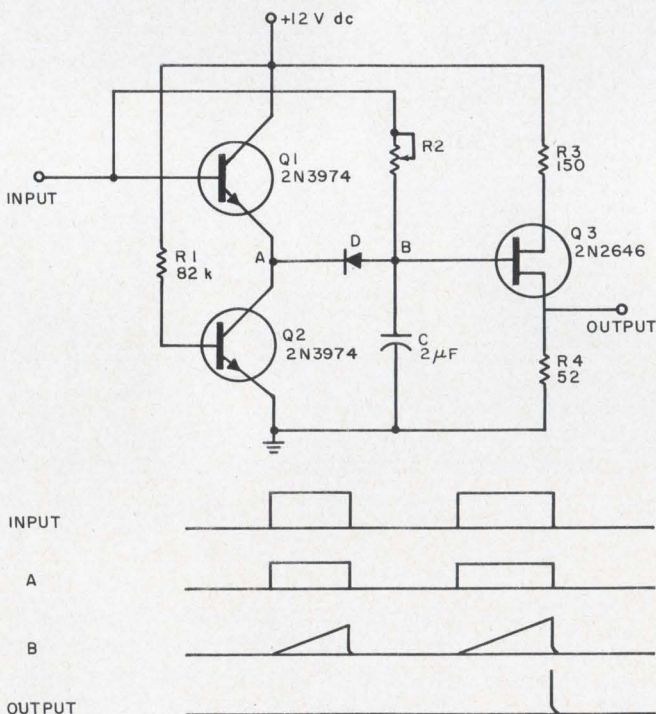 +12 V dc
R2
R3
150
Q1
2N3974
INPUT
Q3
2N2646
R1
82 k
A
D
B
OUTPUT
Q2
2N3974
C
2μF
R4
52
INPUT
A
B
OUTPUT